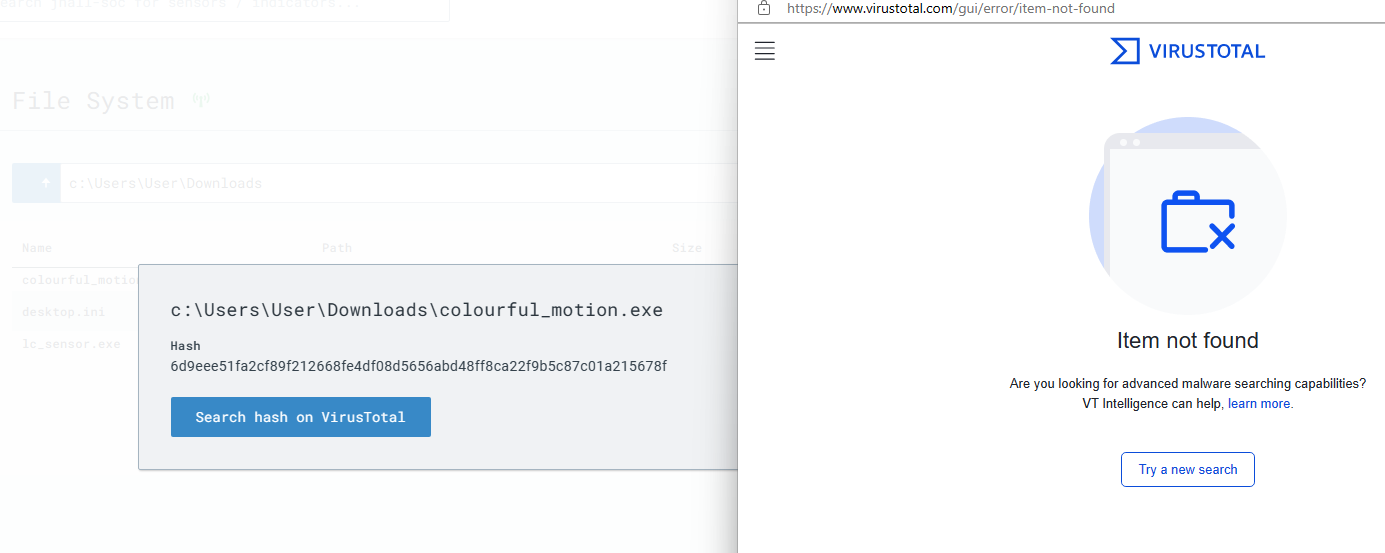 search jhall-soc for sensors / indicators...
File System
c:\Users\User\Downloads
Name Path Size
colourful_motion
desktop.ini
lc_sensor.exe
c:\Users\User\Downloads\colourful_motion.exe
Hash
6d9eee51fa2cf89f212668fe4df08d5656abd48ff8ca22f9b5c87c01a215678f
Search hash on VirusTotal
https://www.virustotal.com/gui/error/item-not-found
VIRUSTOTAL
Item not found
Are you looking for advanced malware searching capabilities?
VT Intelligence can help, learn more.
Try a new search